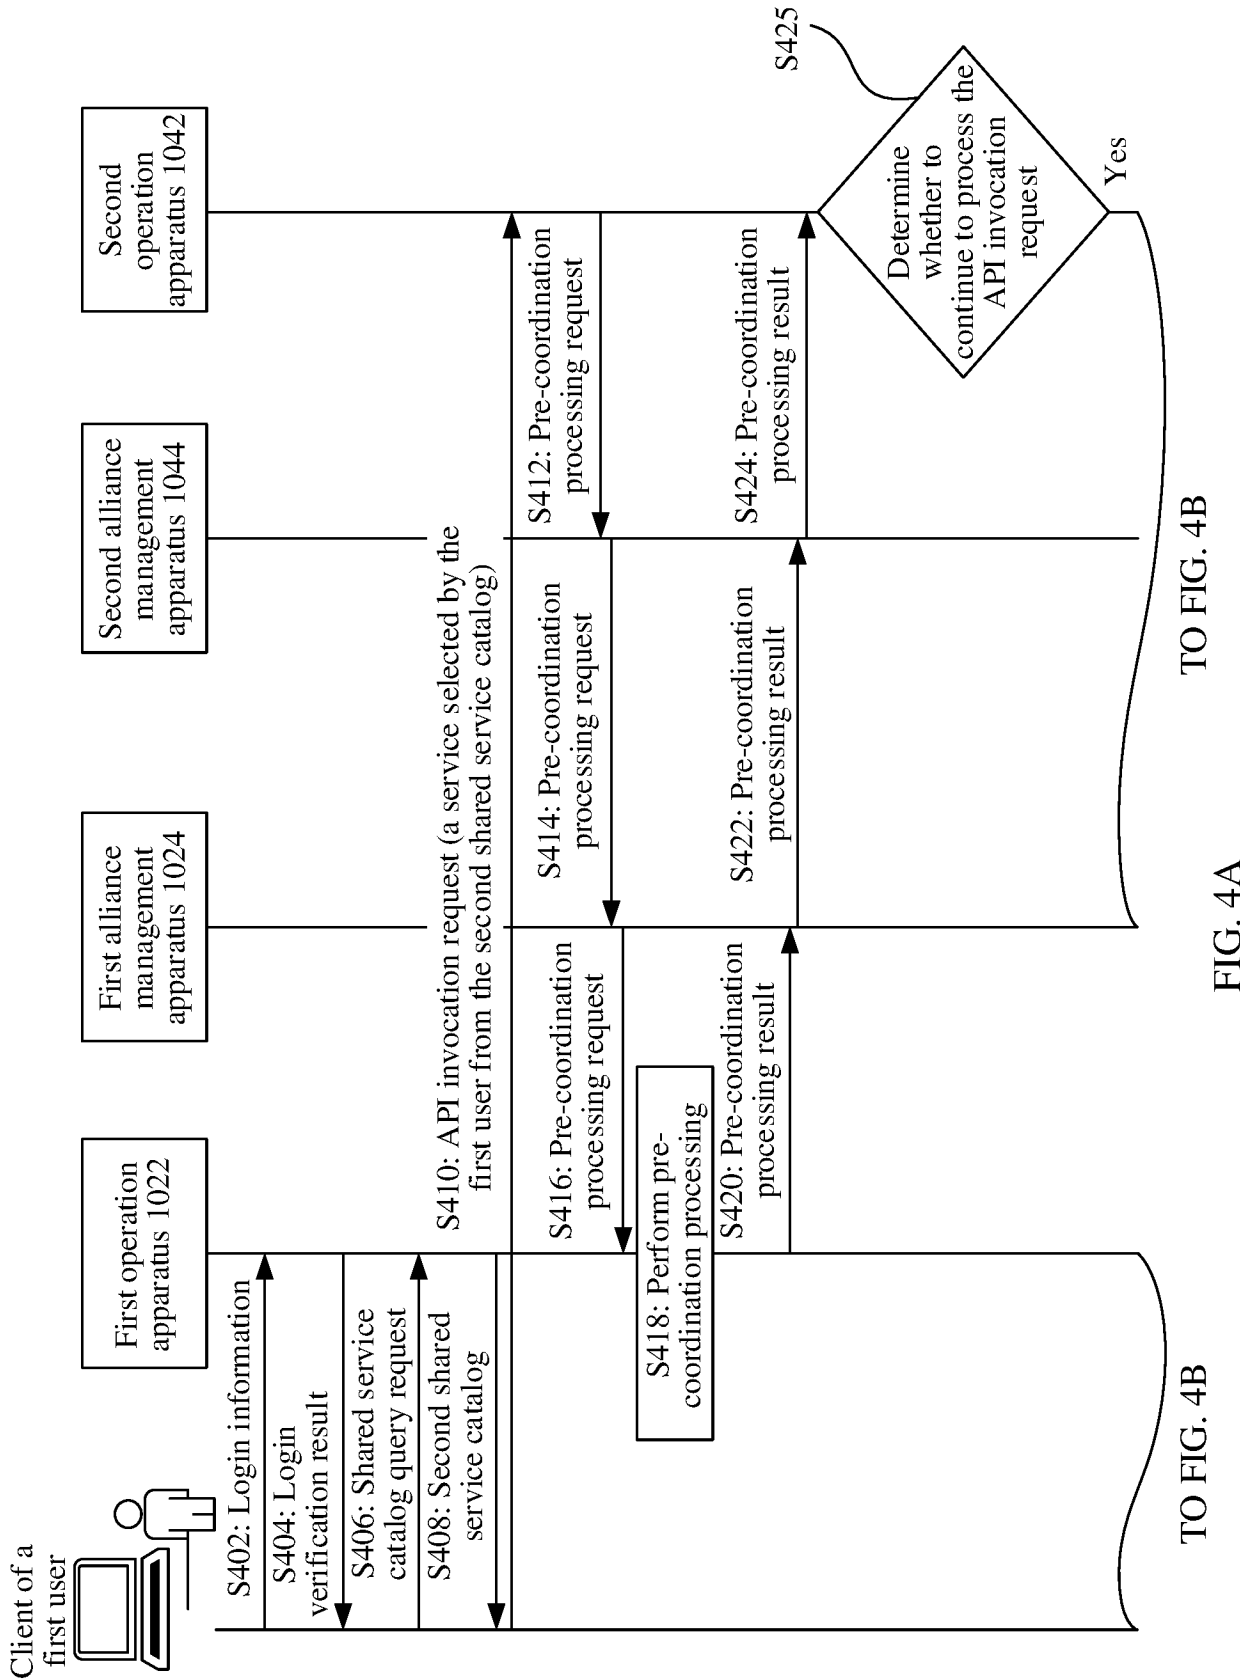 Client of a
first user
First operation
apparatus 1022
First alliance
management
apparatus 1024
Second alliance
management
apparatus 1044
Second
operation
apparatus 1042
S402: Login information
S404: Login
verification result
S406: Shared service
catalog query request
S408: Second shared
service catalog
S410: API invocation request (a service selected by the
first user from the second shared service catalog)
S412: Pre-coordination
processing request
S414: Pre-coordination
processing request
S416: Pre-coordination
processing request
S418: Perform pre-
coordination processing
S420: Pre-coordination
processing result
S422: Pre-coordination
processing result
S424: Pre-coordination
processing result
S425
Determine
whether to
continue to process the
API invocation
request
Yes
TO FIG. 4B
TO FIG. 4B
FIG. 4A